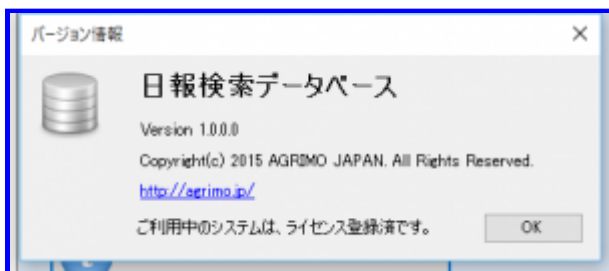 バージョン情報
日報検索データベース
Version 1.0.0.0
Copyright(c) 2015 AGRIMO JAPAN. All Rights Reserved.
http://agrimo.jp/
ご利用中のシステムは、ライセンス登録済です。
OK